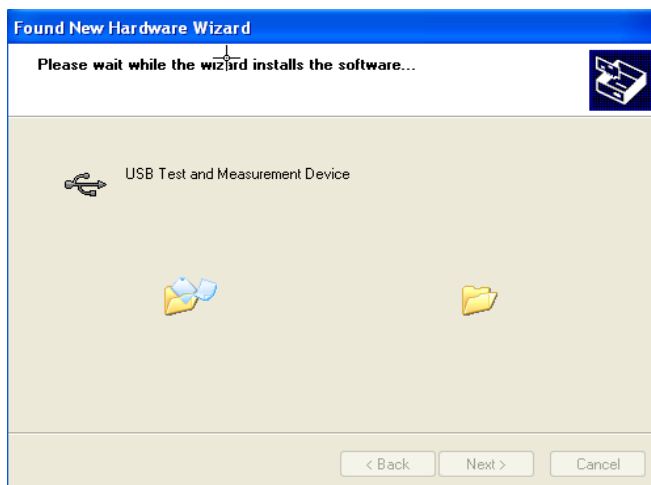 Found New Hardware Wizard
Please wait while the wizard installs the software...
USB Test and Measurement Device
< Back
Next >
Cancel